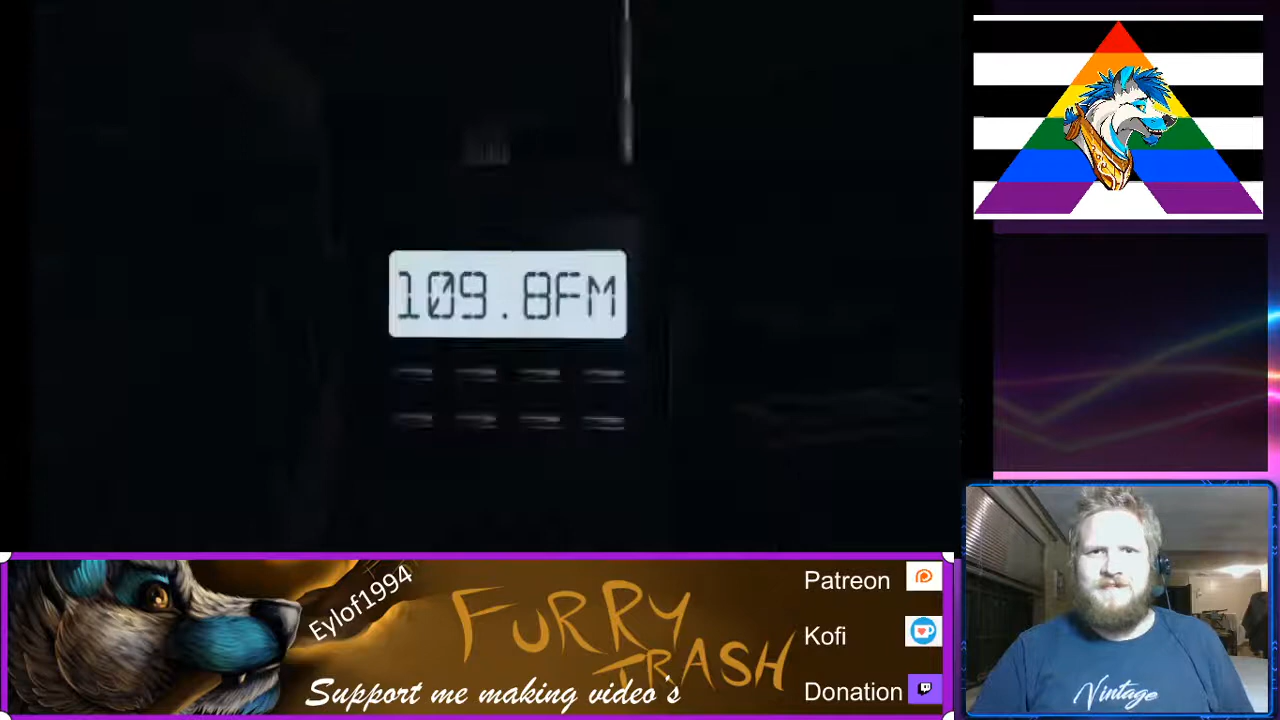 109.8FM
Eylof1994
FURRY
TRASH
Support me making video's
Patreon
Kofi
Donation
Vintage